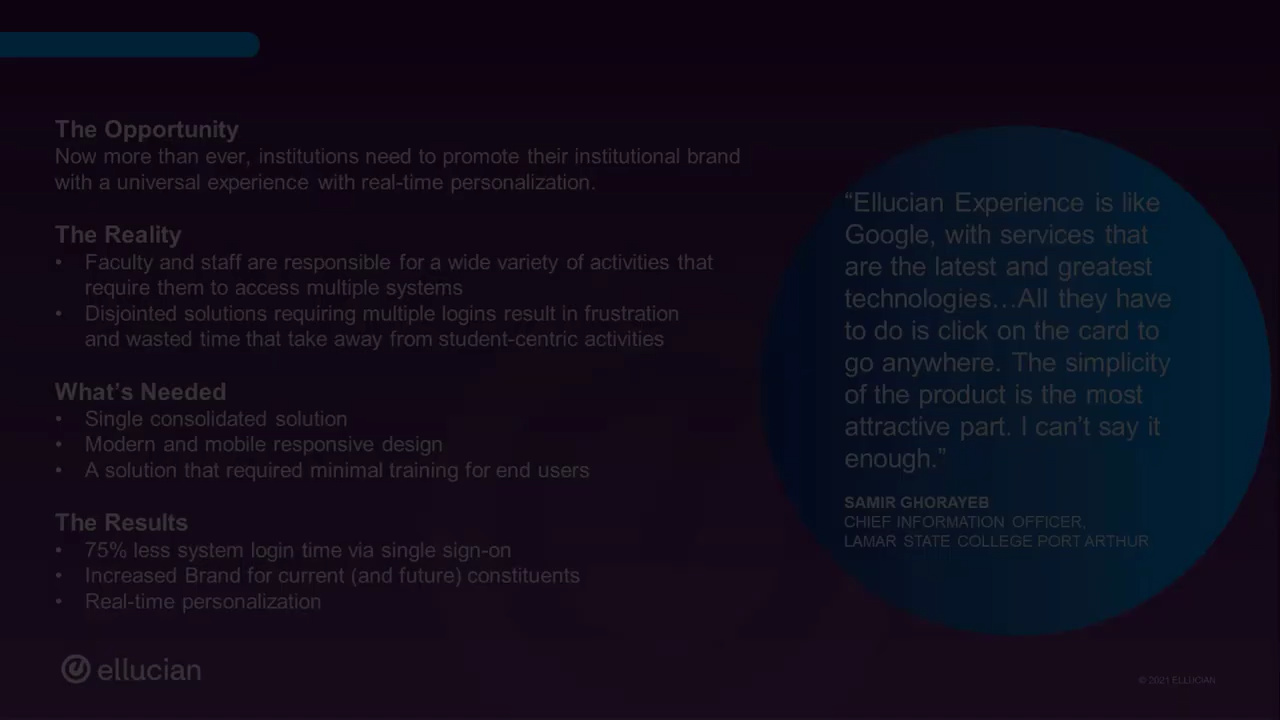 The Opportunity
Now more than ever, institutions need to promote their institutional brand
with a universal experience with real-time personalization.
The Reality
• Faculty and staff are responsible for a wide variety of activities that
require them to access multiple systems
• Disjointed solutions requiring multiple logins result in frustration
and wasted time that take away from student-centric activities
What's Needed
• Single consolidated solution
• Modern and mobile responsive design
• A solution that required minimal training for end users
The Results
• 75% less system login time via single sign-on
• Increased Brand for current (and future) constituents
• Real-time personalization
“Ellucian Experience is like
Google, with services that
are the latest and greatest
technologies…All they have
to do is click on the card to
go anywhere. The simplicity
of the product is the most
attractive part. I can’t say it
enough.”
SAMIR GHORAYEB
CHIEF INFORMATION OFFICER,
LAMAR STATE COLLEGE PORT ARTHUR
ellucian
© 2021 ELLUCIAN